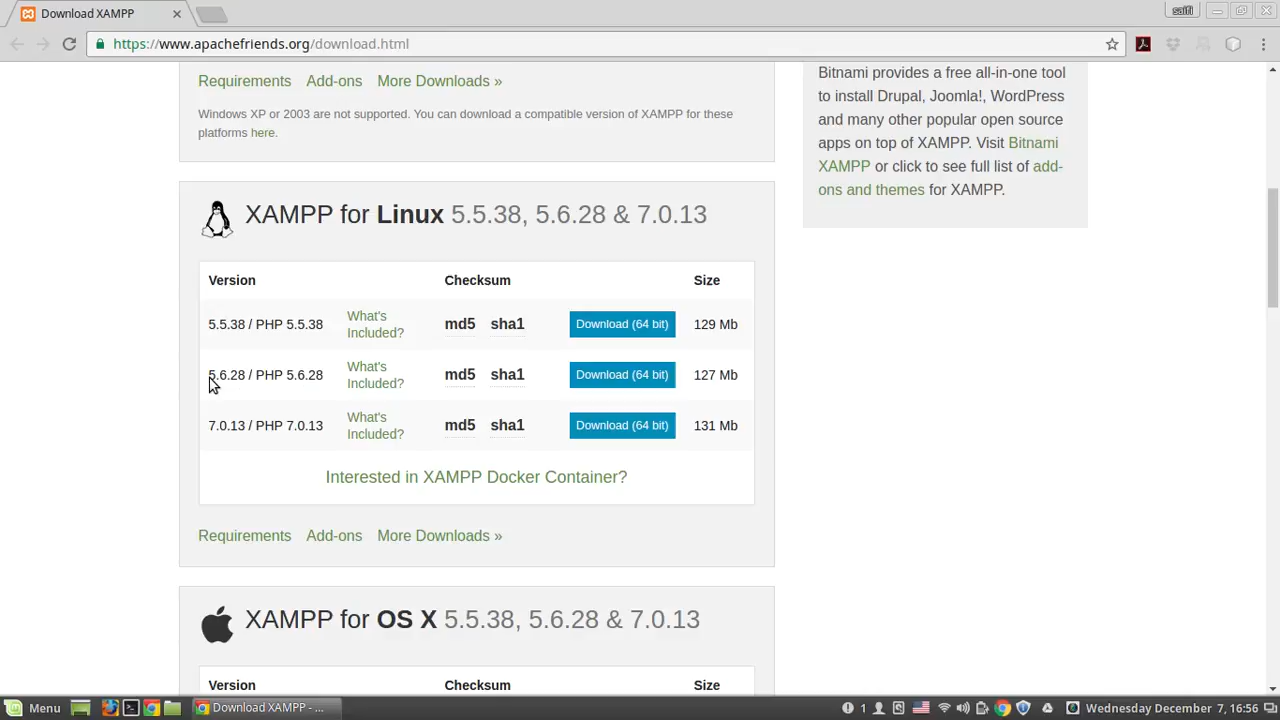 Download XAMPP
saifi
https://www.apachefriends.org/download.html
Requirements Add-ons More Downloads »
Windows XP or 2003 are not supported. You can download a compatible version of XAMPP for these
platforms here.
Bitnami provides a free all-in-one tool
to install Drupal, Joomla!, WordPress
and many other popular open source
apps on top of XAMPP. Visit Bitnami
XAMPP or click to see full list of add-
ons and themes for XAMPP.
XAMPP for Linux 5.5.38, 5.6.28 & 7.0.13
Version Checksum Size
5.5.38 / PHP 5.5.38 What's Included? md5 sha1 Download (64 bit) 129 Mb
5.6.28 / PHP 5.6.28 What's Included? md5 sha1 Download (64 bit) 127 Mb
7.0.13 / PHP 7.0.13 What's Included? md5 sha1 Download (64 bit) 131 Mb
Interested in XAMPP Docker Container?
Requirements Add-ons More Downloads »
XAMPP for OS X 5.5.38, 5.6.28 & 7.0.13
Version Checksum Size
Menu Download XAMPP - ... 1 Wednesday December 7, 16:56